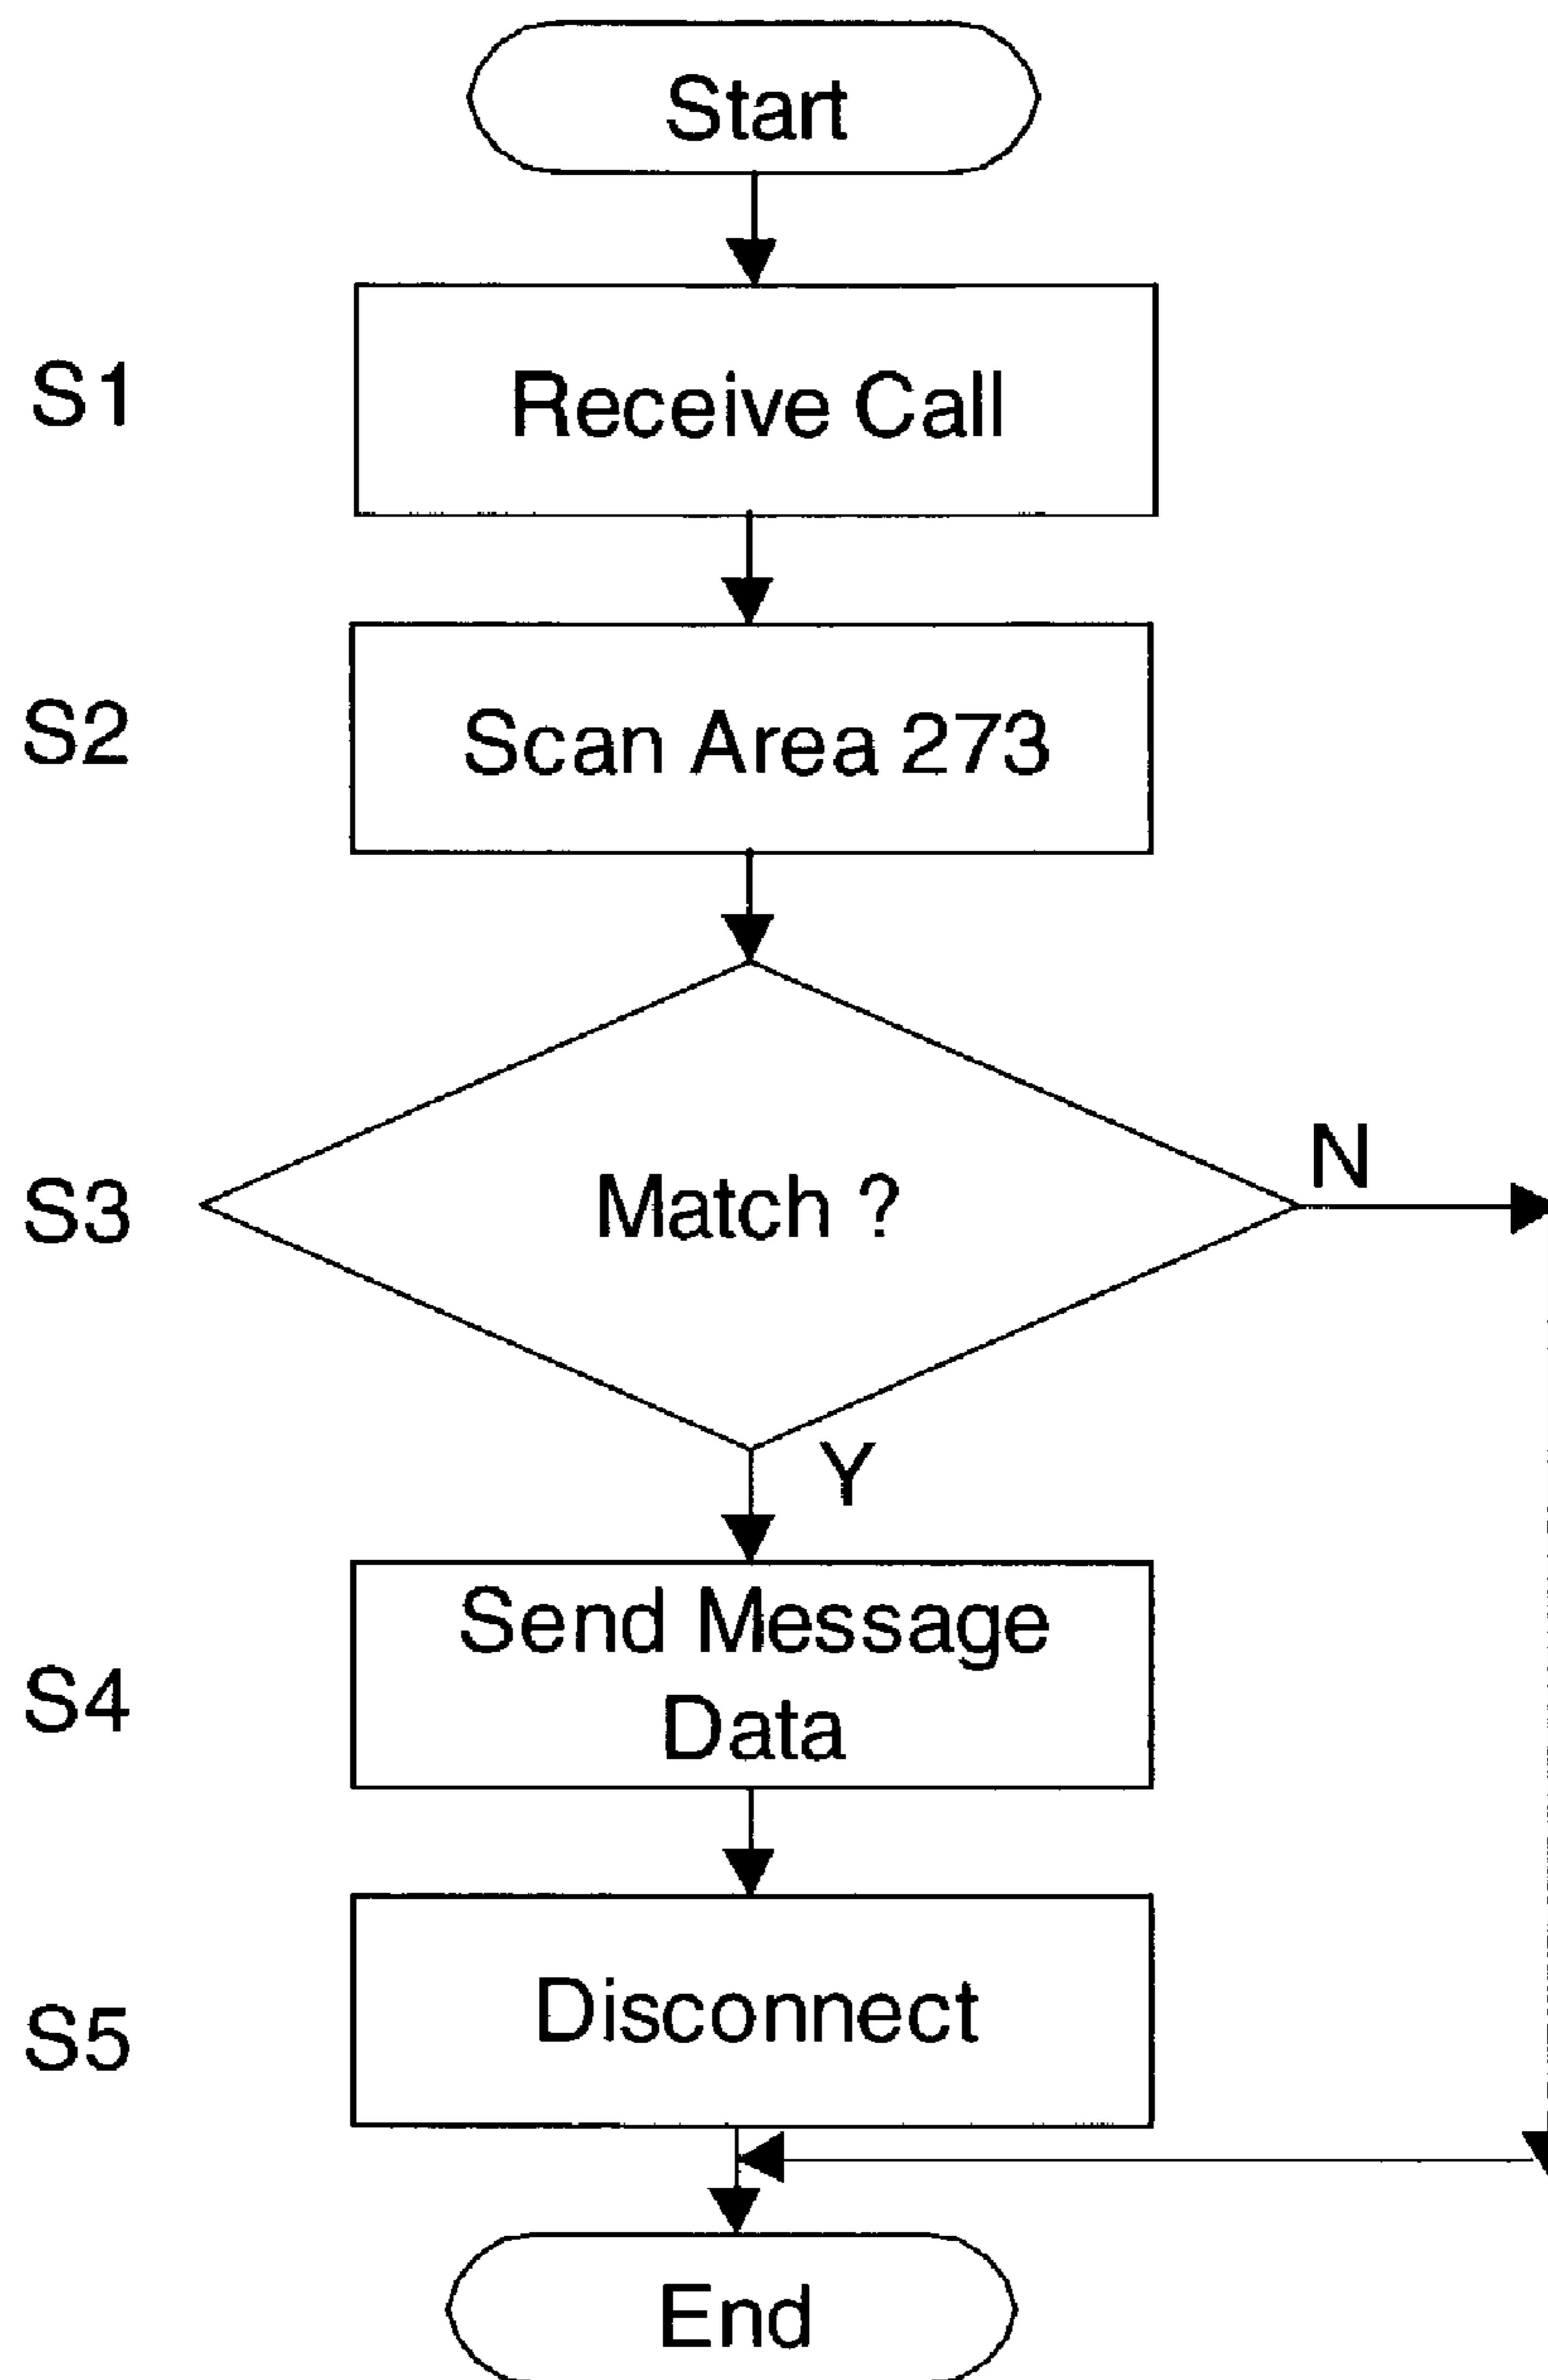 Start
S1
Receive Call
S2
Scan Area 273
S3
Match ?
N
Y
S4
Send Message
Data
S5
Disconnect
End